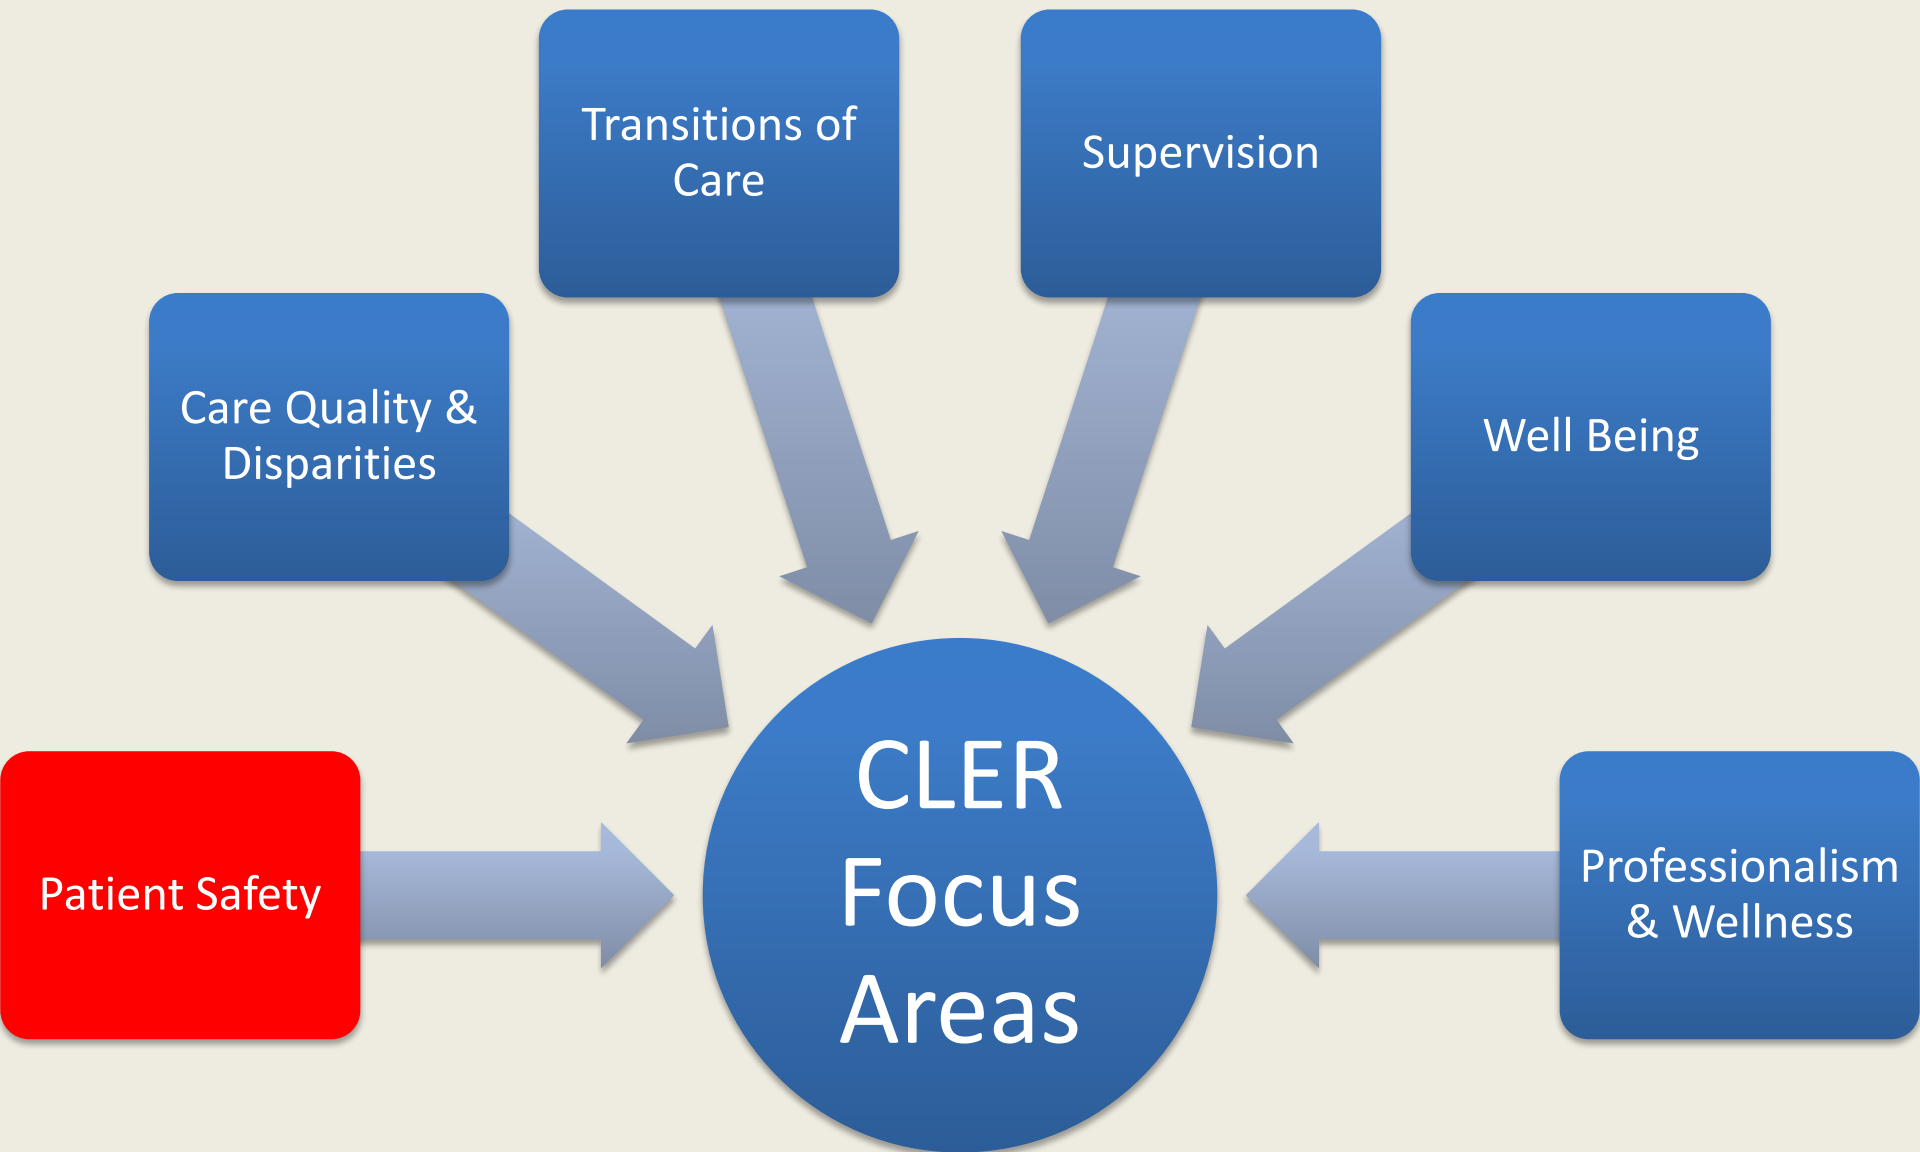 Transitions of
Care
Supervision
Care Quality &
Disparities
Well Being
Patient Safety
CLER
Focus
Areas
Professionalism
& Wellness